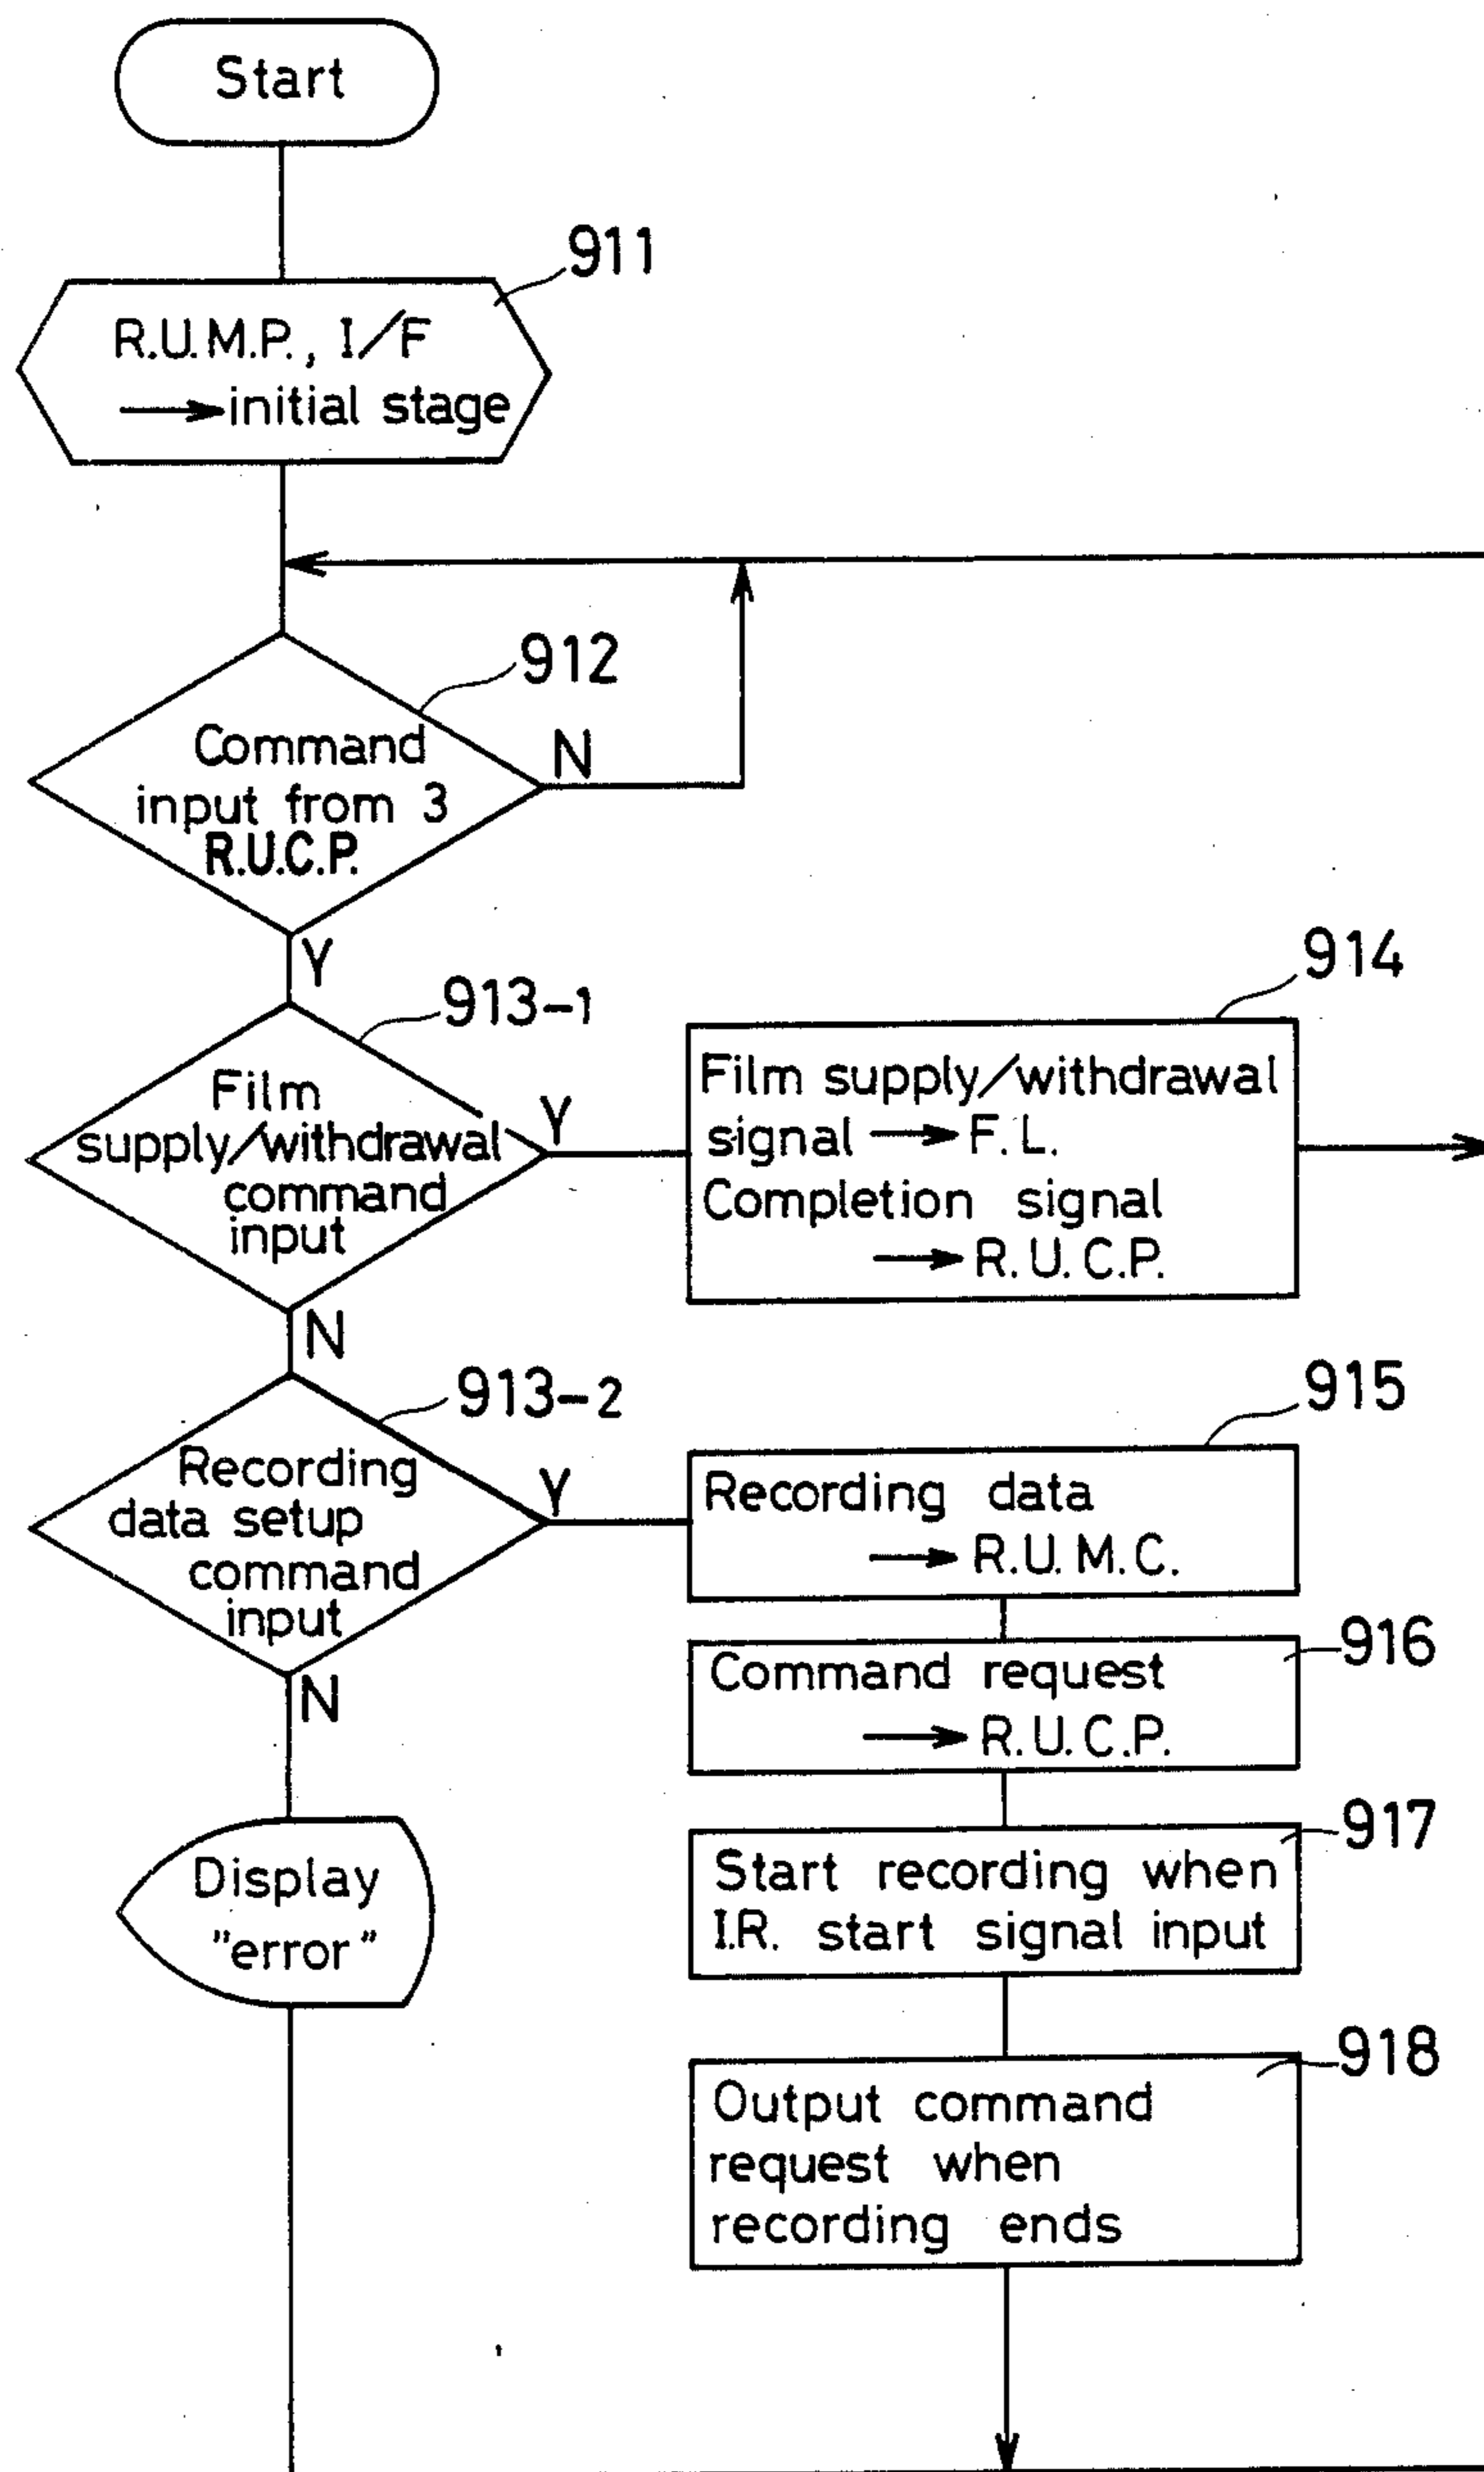 Start
911
R.U.M.P., I/F
→initial stage
912
Command
input from 3
R.U.C.P.
N
Y
913-1
Film
supply/withdrawal
command
input
Y
N
914
Film supply/withdrawal
signal → F.L.
Completion signal
→ R.U.C.P.
913-2
Recording
data setup
command
input
Y
N
915
Recording data
→ R.U.M.C.
916
Command request
→ R.U.C.P.
917
Start recording when
I.R. start signal input
Display
"error"
918
Output command
request when
recording ends